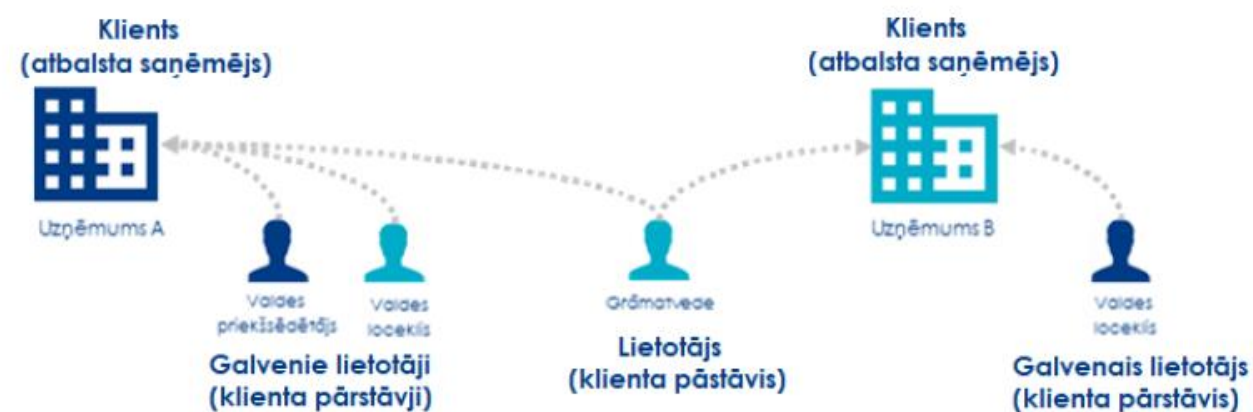 Klients
(atbalsta saņēmējs)
Uzņēmums A
Valdes
priekšsēdētājs
Valdes
loceklis
Galvenie lietotāji
(klienta pārstāvji)
Grāmatvede
Lietotājs
(klienta pāstāvis)
Klients
(atbalsta saņēmējs)
Uzņēmums B
Valdes
loceklis
Galvenais lietotājs
(klienta pārstāvis)